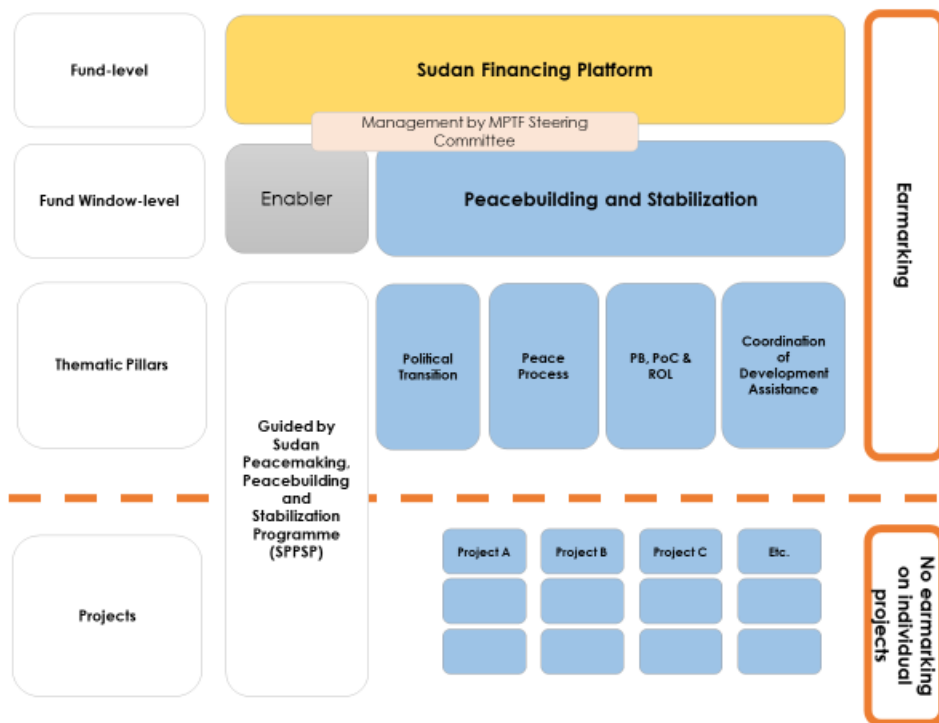 Fund-level
Sudan Financing Platform
Management by MPTF Steering
Committee
Fund Window-level
Enabler
Peacebuilding and Stabilization
Earmarking
Thematic Pillars
Political
Transition
Peace
Process
PB, PoC &
ROL
Coordination
of
Development
Assistance
Guided by
Sudan
Peacemaking,
Peacebuilding
and
Stabilization
Programme
(SPPSP)
Projects
Project A
Project B
Project C
Etc.
No earmarking
on individual
projects